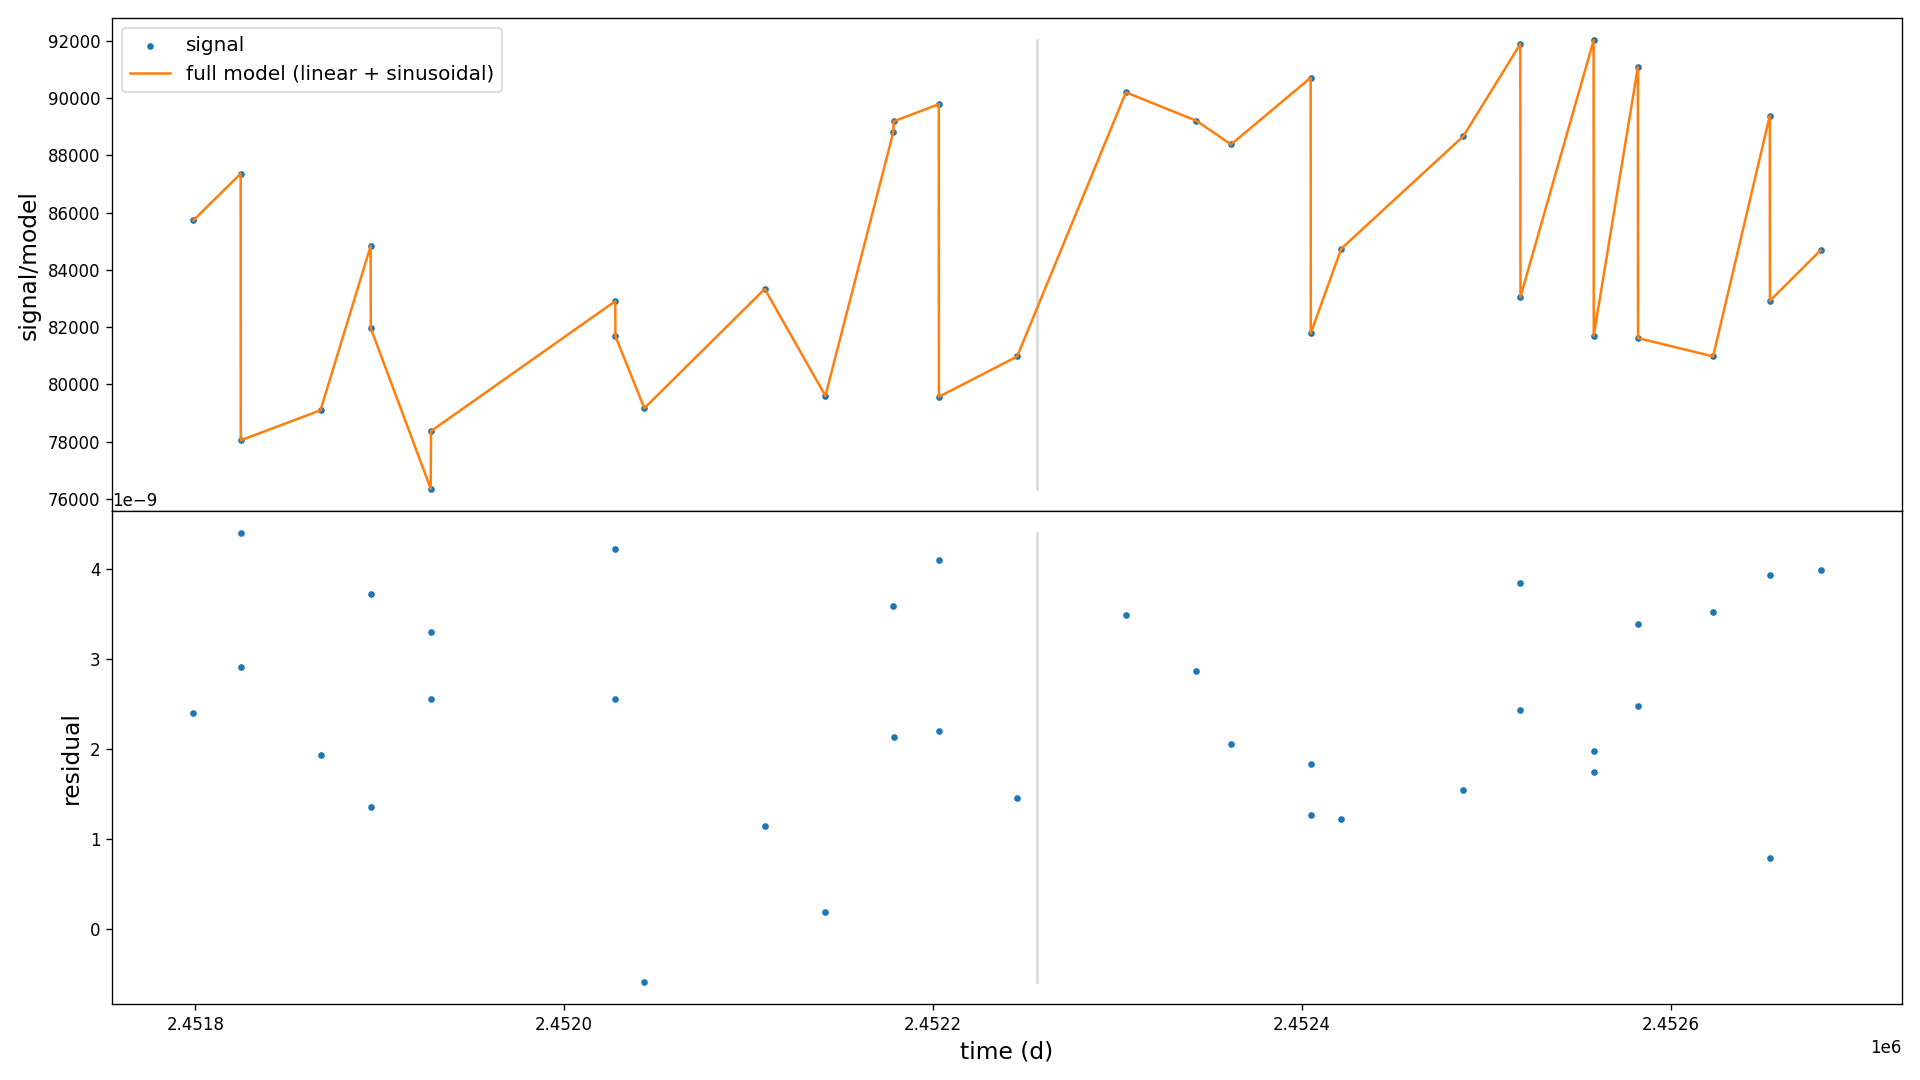 signal
full model (linear + sinusoidal)
signal/model
92000
90000
88000
86000
84000
82000
80000
78000
76000
1e−9
4
3
2
1
0
residual
2.4518
2.4520
2.4522
2.4524
2.4526
1e6
time (d)